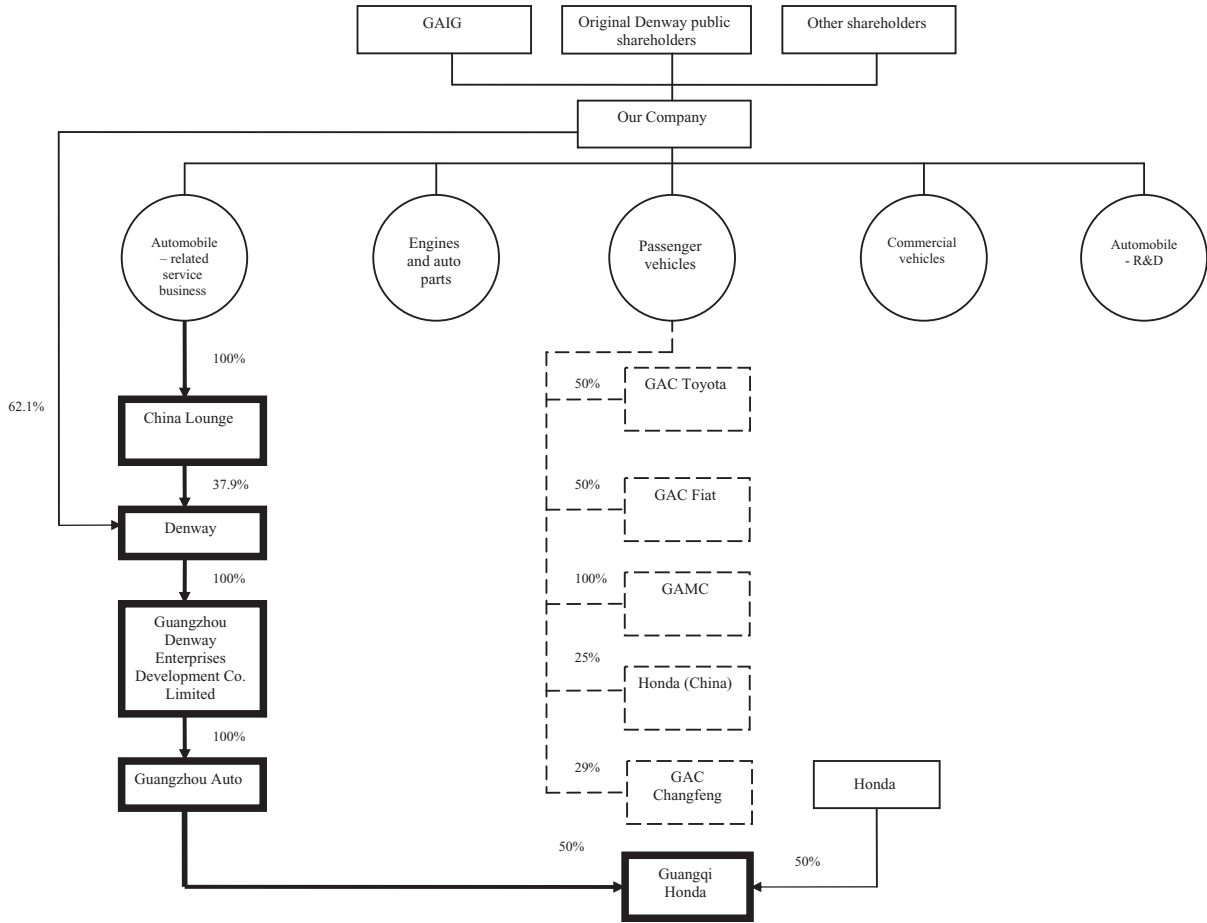 GAIG
Original Denway public
shareholders
Other shareholders
Our Company
Automobile
– related
service
business
Engines
and auto
parts
Passenger
vehicles
Commercial
vehicles
Automobile
- R&D
100%
50%
GAC Toyota
62.1%
China Lounge
37.9%
50%
GAC Fiat
Denway
100%
100%
GAMC
Guangzhou
Denway
Enterprises
Development Co.
Limited
25%
Honda (China)
100%
29%
GAC
Changfeng
Guangzhou Auto
Honda
50%
50%
Guangqi
Honda